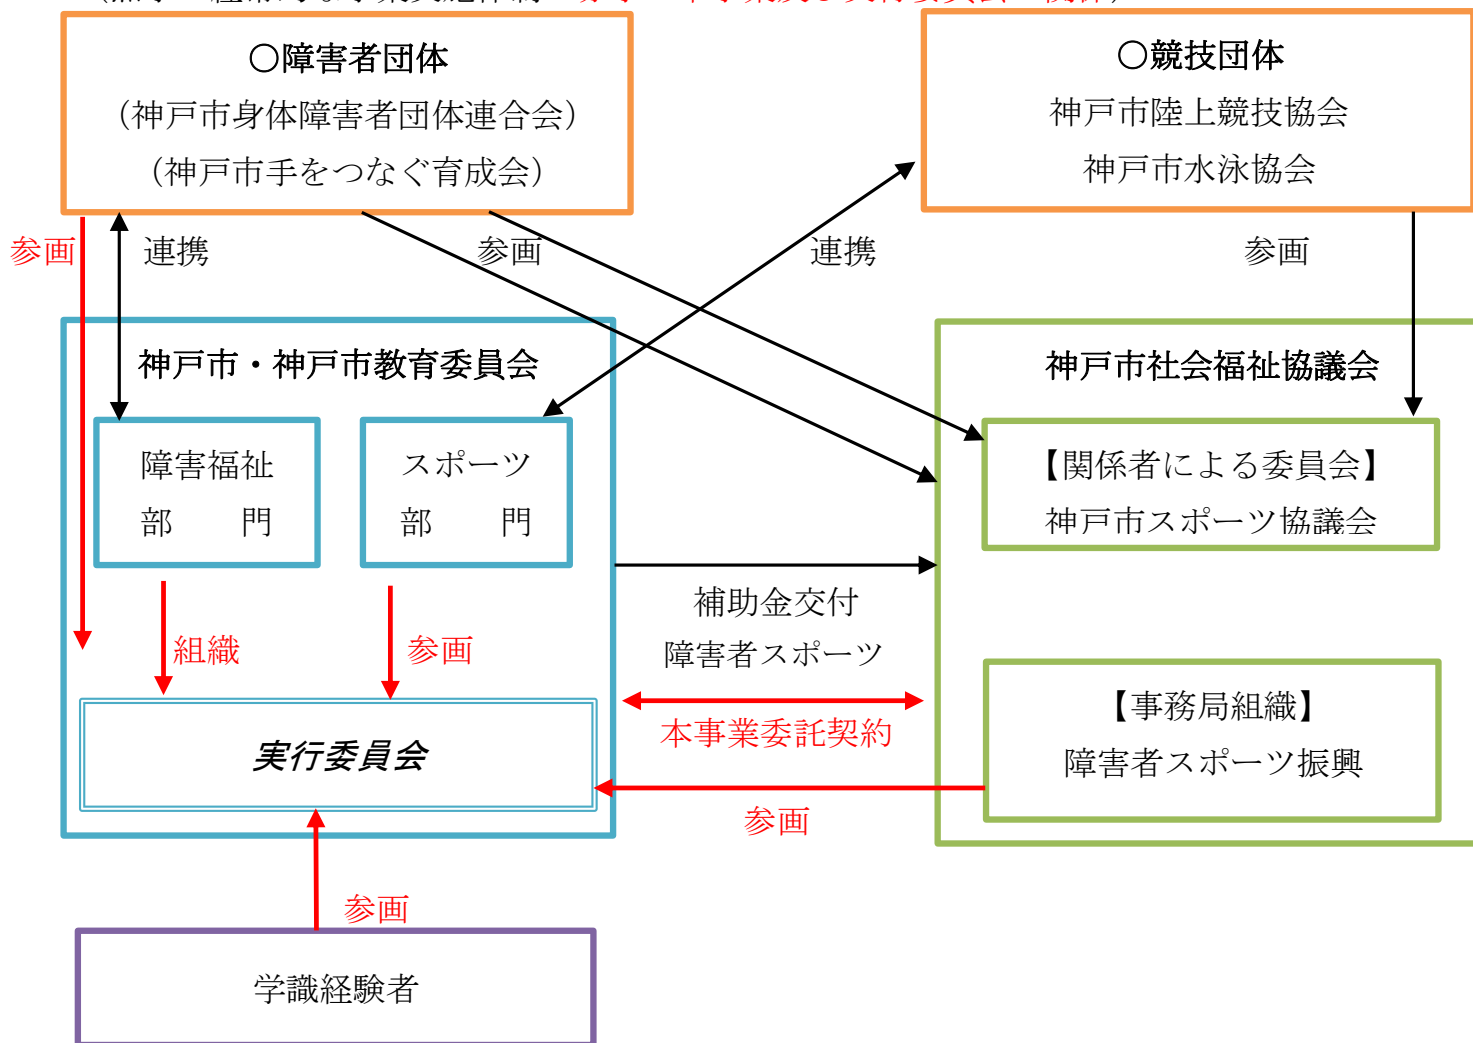 〇障害者団体
（神戸市身体障害者団体連合会）
（神戸市手をつなぐ育成会）
〇競技団体
神戸市陸上競技協会
神戸市水泳協会
参画
連携
参画
連携
参画
神戸市・神戸市教育委員会
障害福祉
部　　門
スポーツ
部　　門
組織
参画
実行委員会
補助金交付
障害者スポーツ
本事業委託契約
参画
神戸市社会福祉協議会
【関係者による委員会】
神戸市スポーツ協議会
【事務局組織】
障害者スポーツ振興
参画
学識経験者